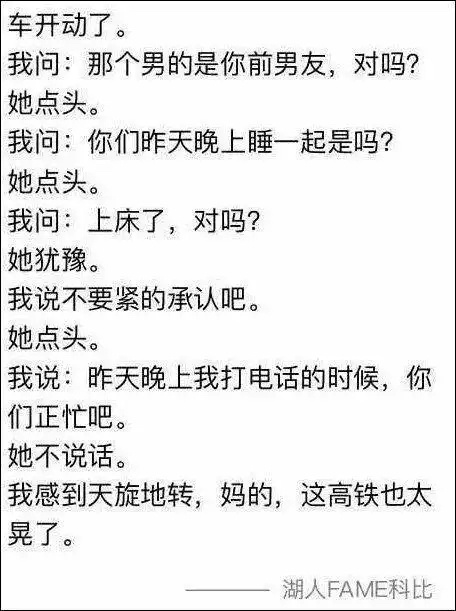 车开动了。
我问：那个男的是你前男友，对吗？
她点头。
我问：你们昨天晚上睡一起是吗？
她点头。
我问：上床了，对吗？
她犹豫。
我说不要紧的承认吧。
她点头。
我说：昨天晚上我打电话的时候，你
们正忙吧。
她不说话。
我感到天旋地转，妈的，这高铁也太
晃了。
——— 湖人FAME科比